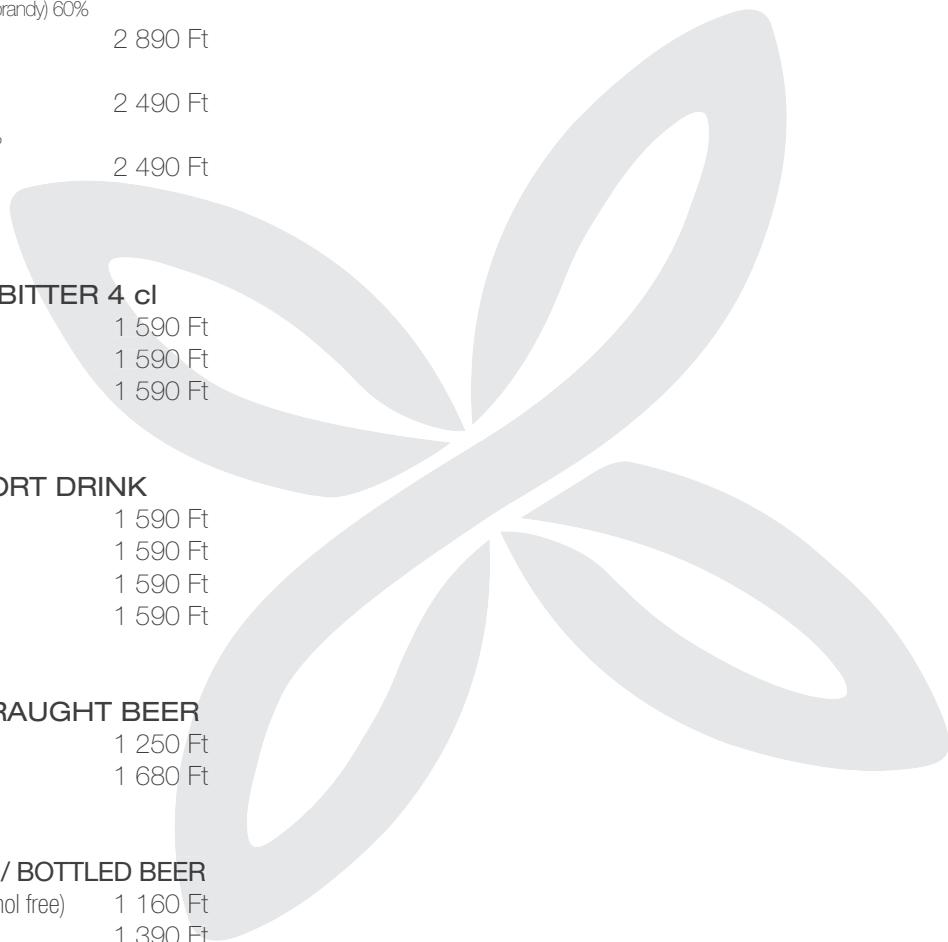 brandy) 60%
2 890 Ft
2 490 Ft
2 490 Ft
BITTER 4 cl
1 590 Ft
1 590 Ft
1 590 Ft
ORT DRINK
1 590 Ft
1 590 Ft
1 590 Ft
1 590 Ft
RAUGHT BEER
1 250 Ft
1 680 Ft
/ BOTTLED BEER
hol free) 1 160 Ft
1 390 Ft